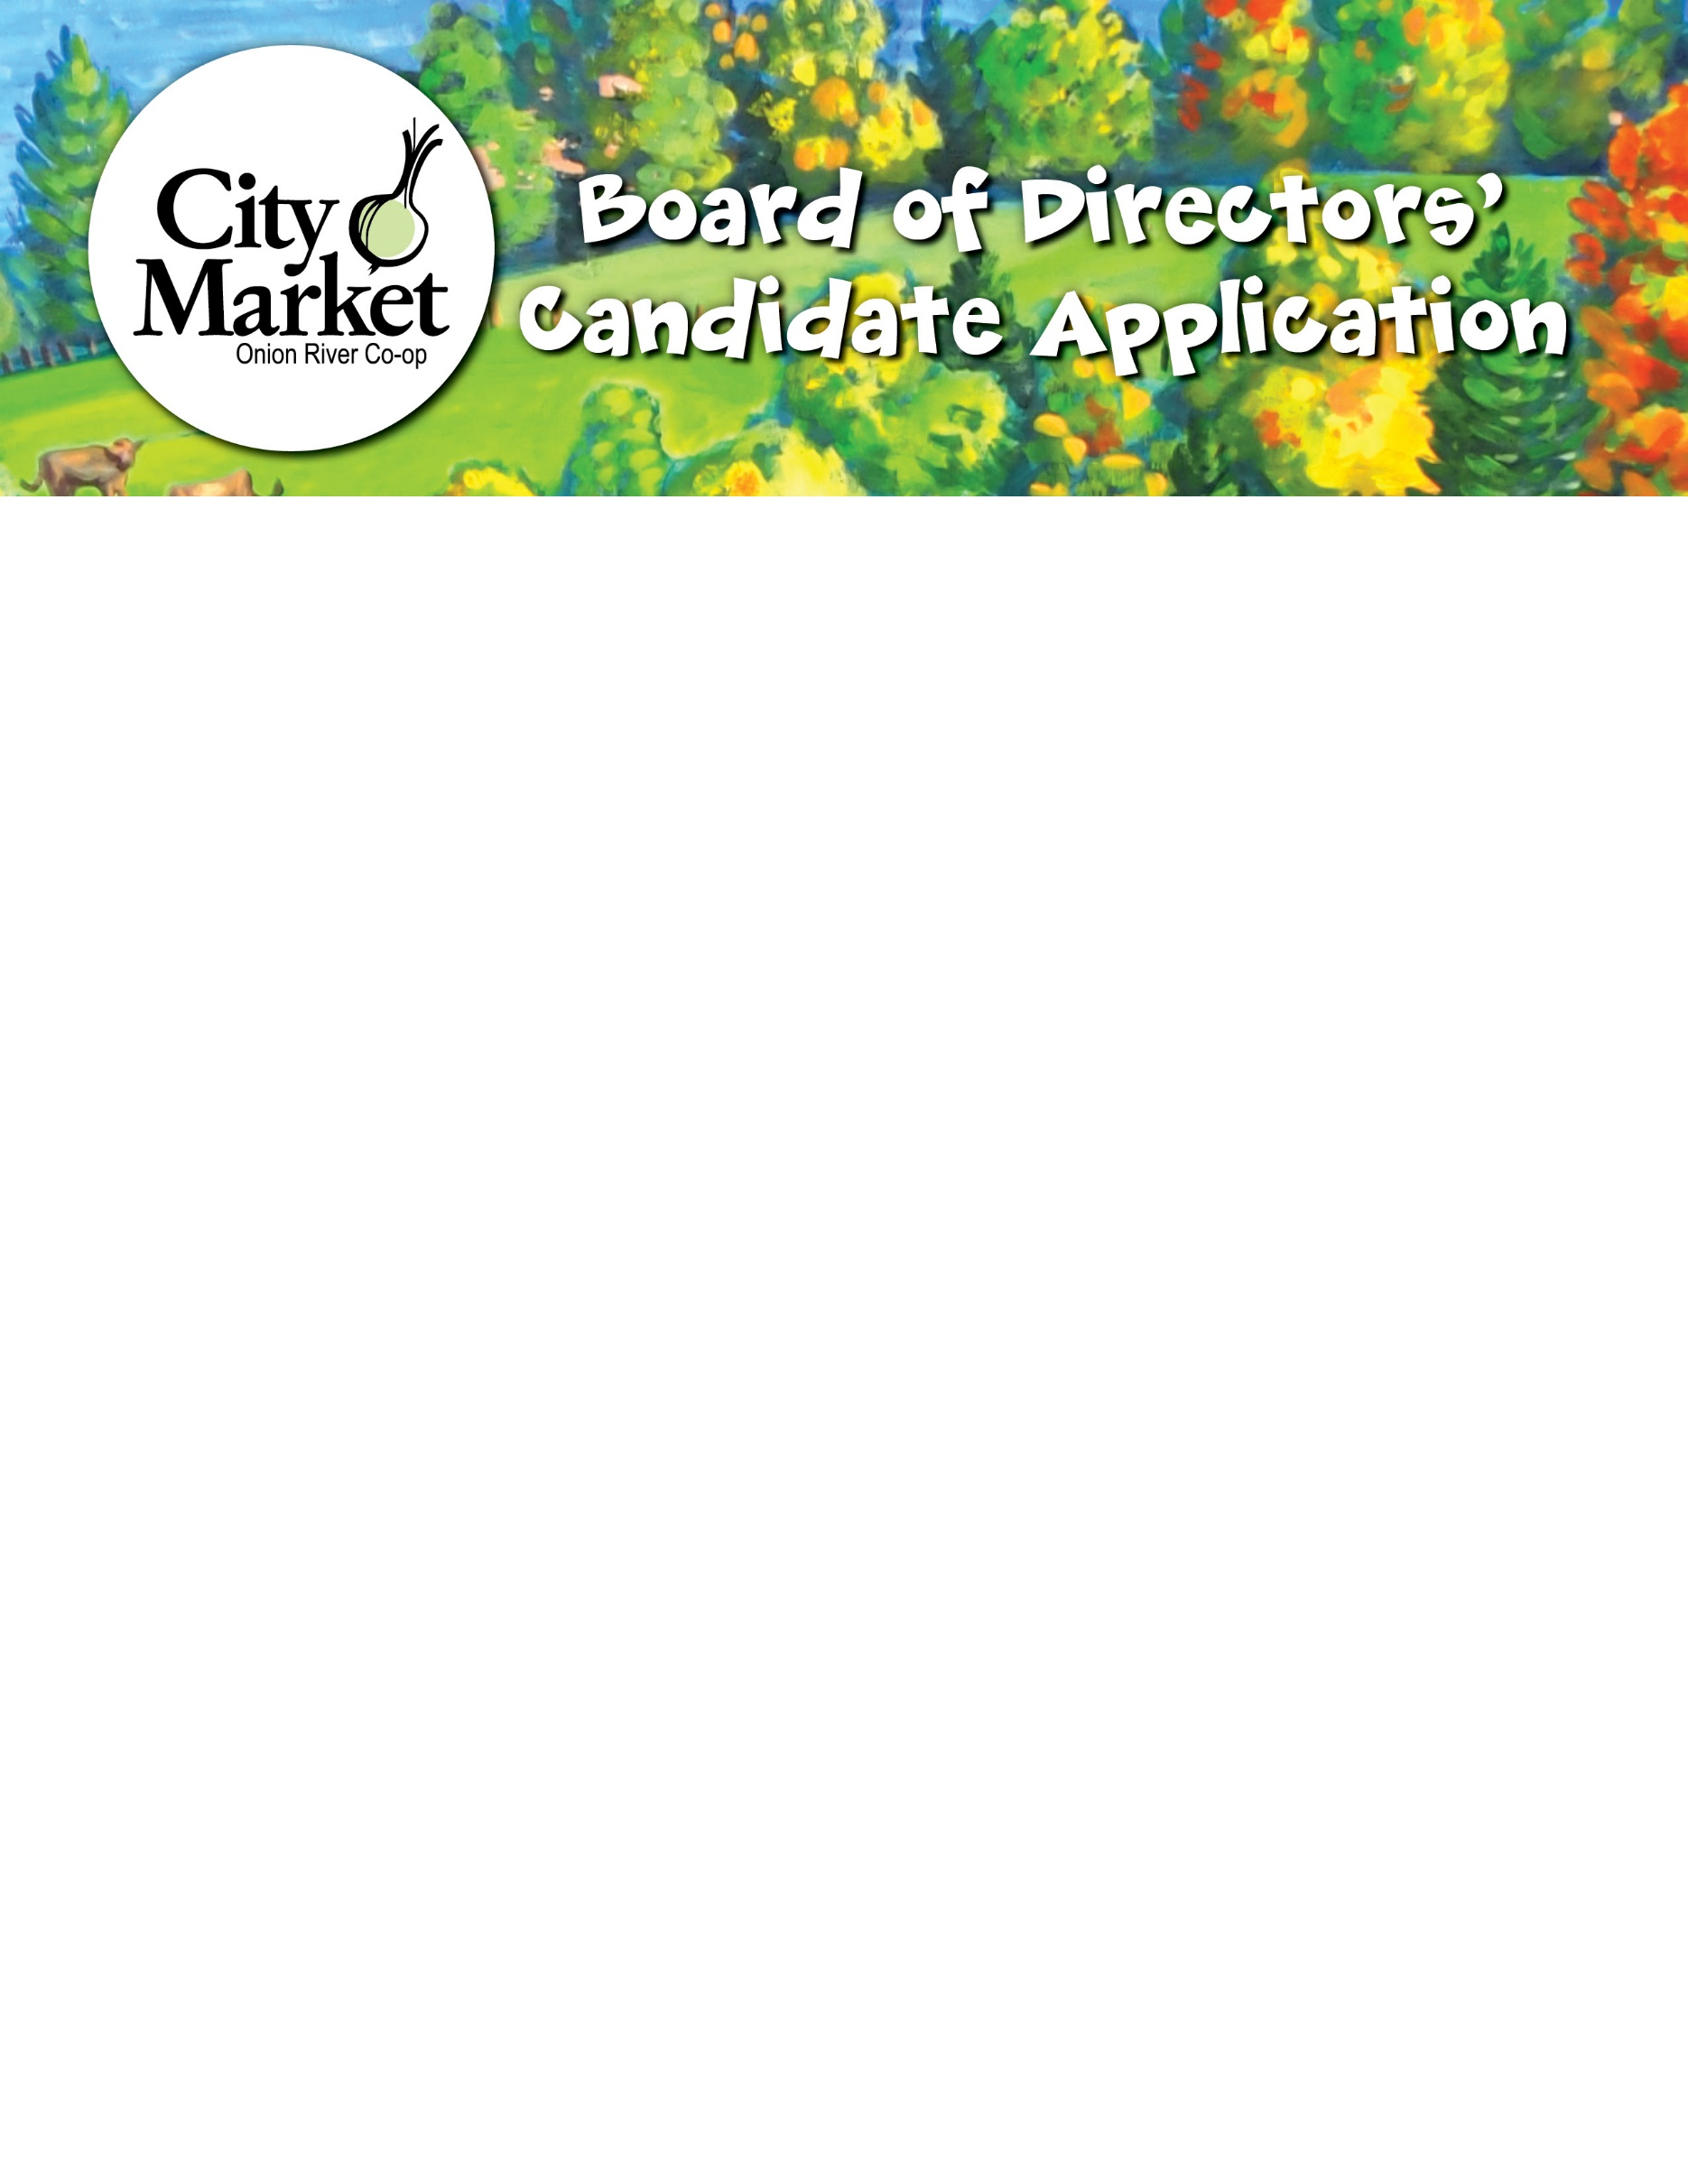 City
Market
Onion River Co-op
Board of Directors’
Candidate Application